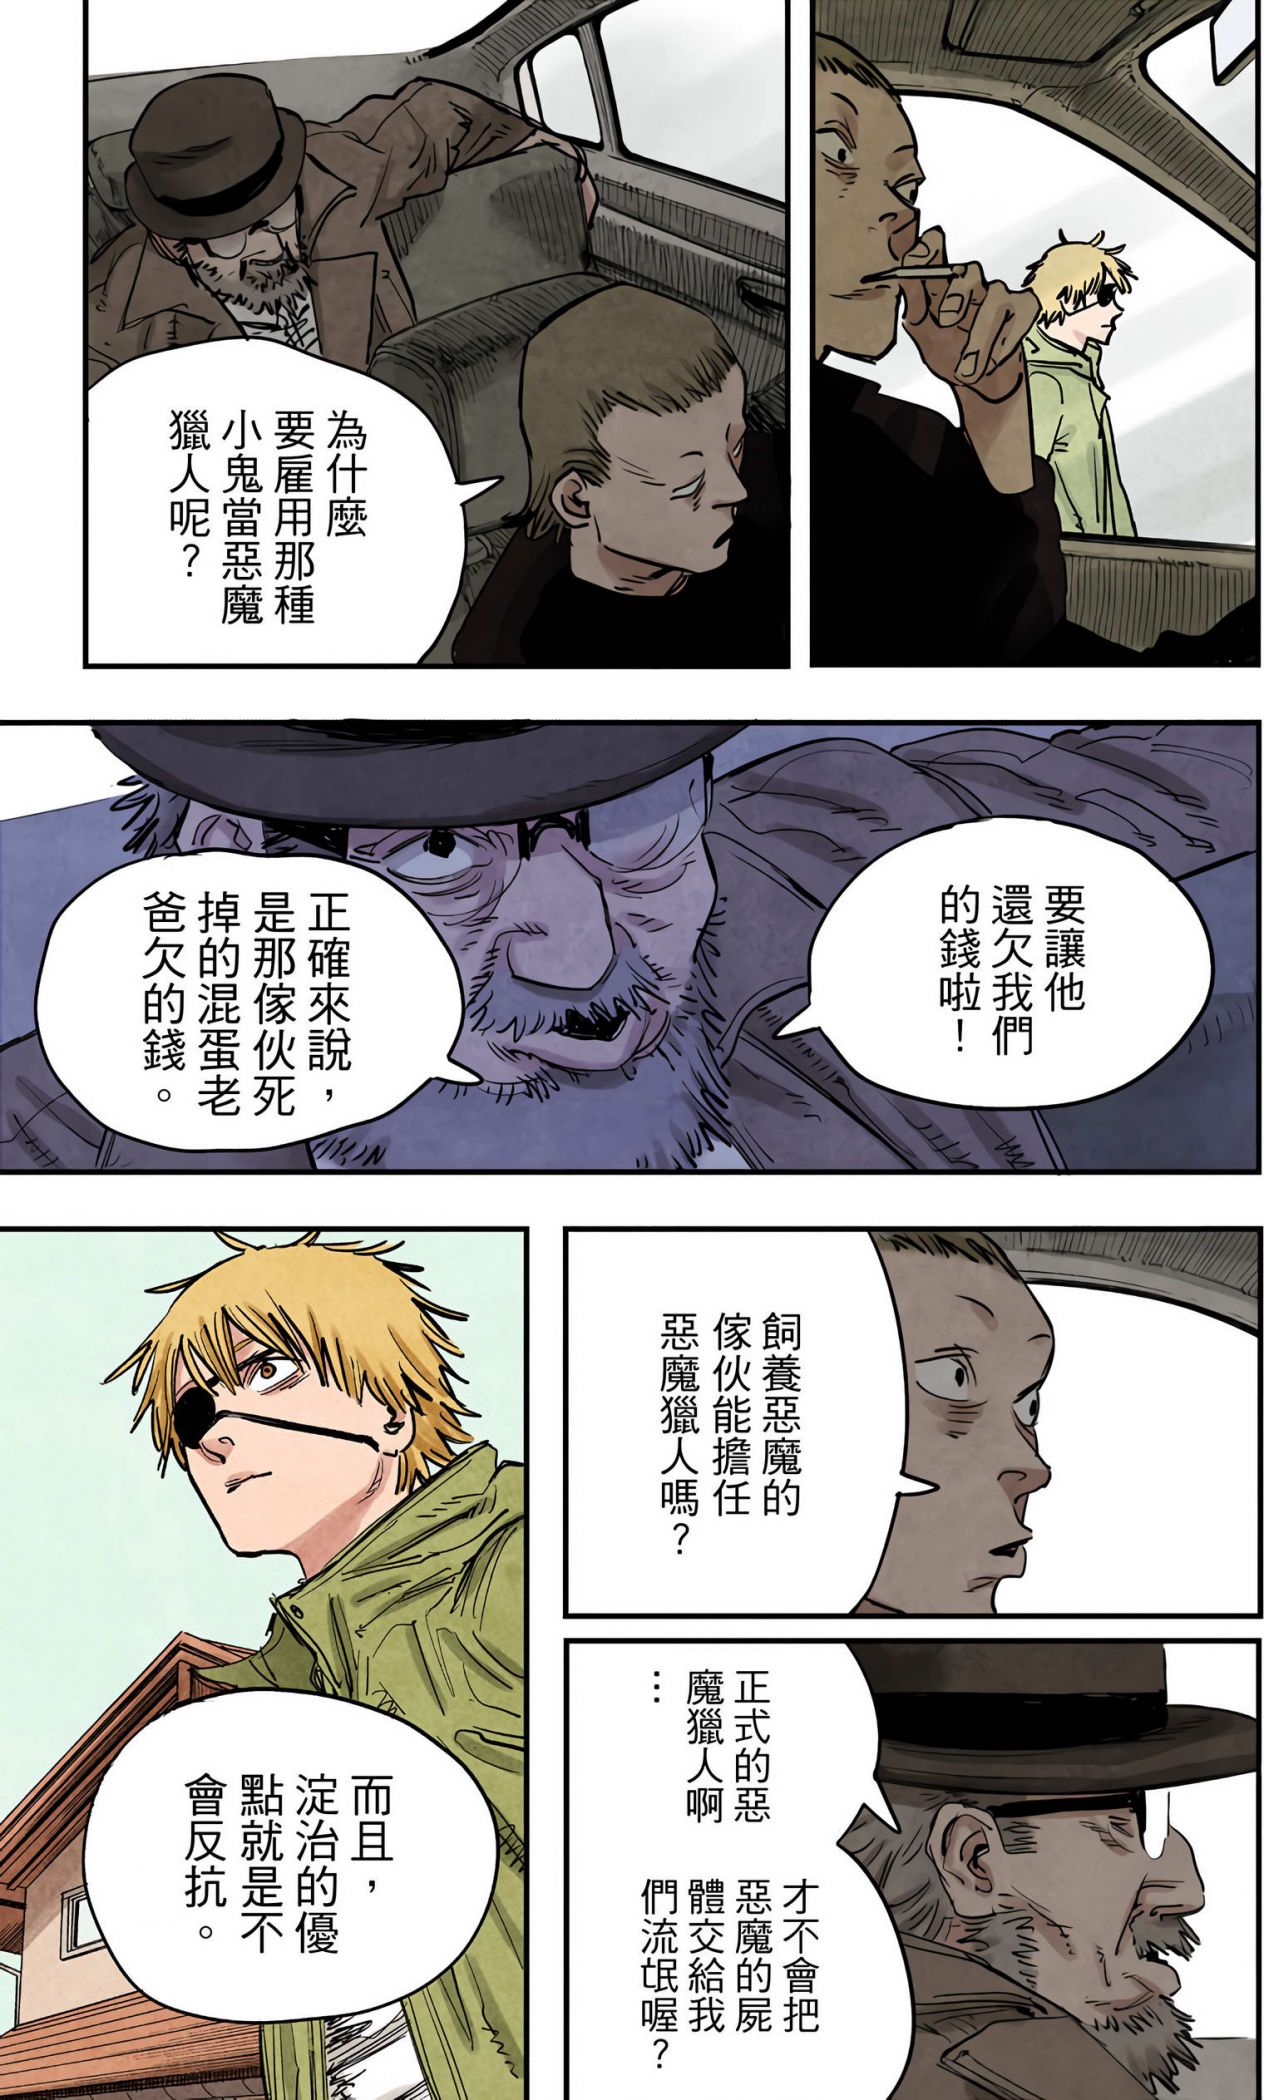 為什麼
要雇用那種
小鬼當惡魔
獵人呢？
要讓他
還欠我們
的錢啦！
正確來說，
是那傢伙死
掉的混蛋老
爸欠的錢。
飼養惡魔的
傢伙能擔任
惡魔獵人嗎？
正式的惡
魔獵人啊
…
才不會把
惡魔的屍
體交給我
們流氓喔？
而且，
淀治的優
點就是不
會反抗。